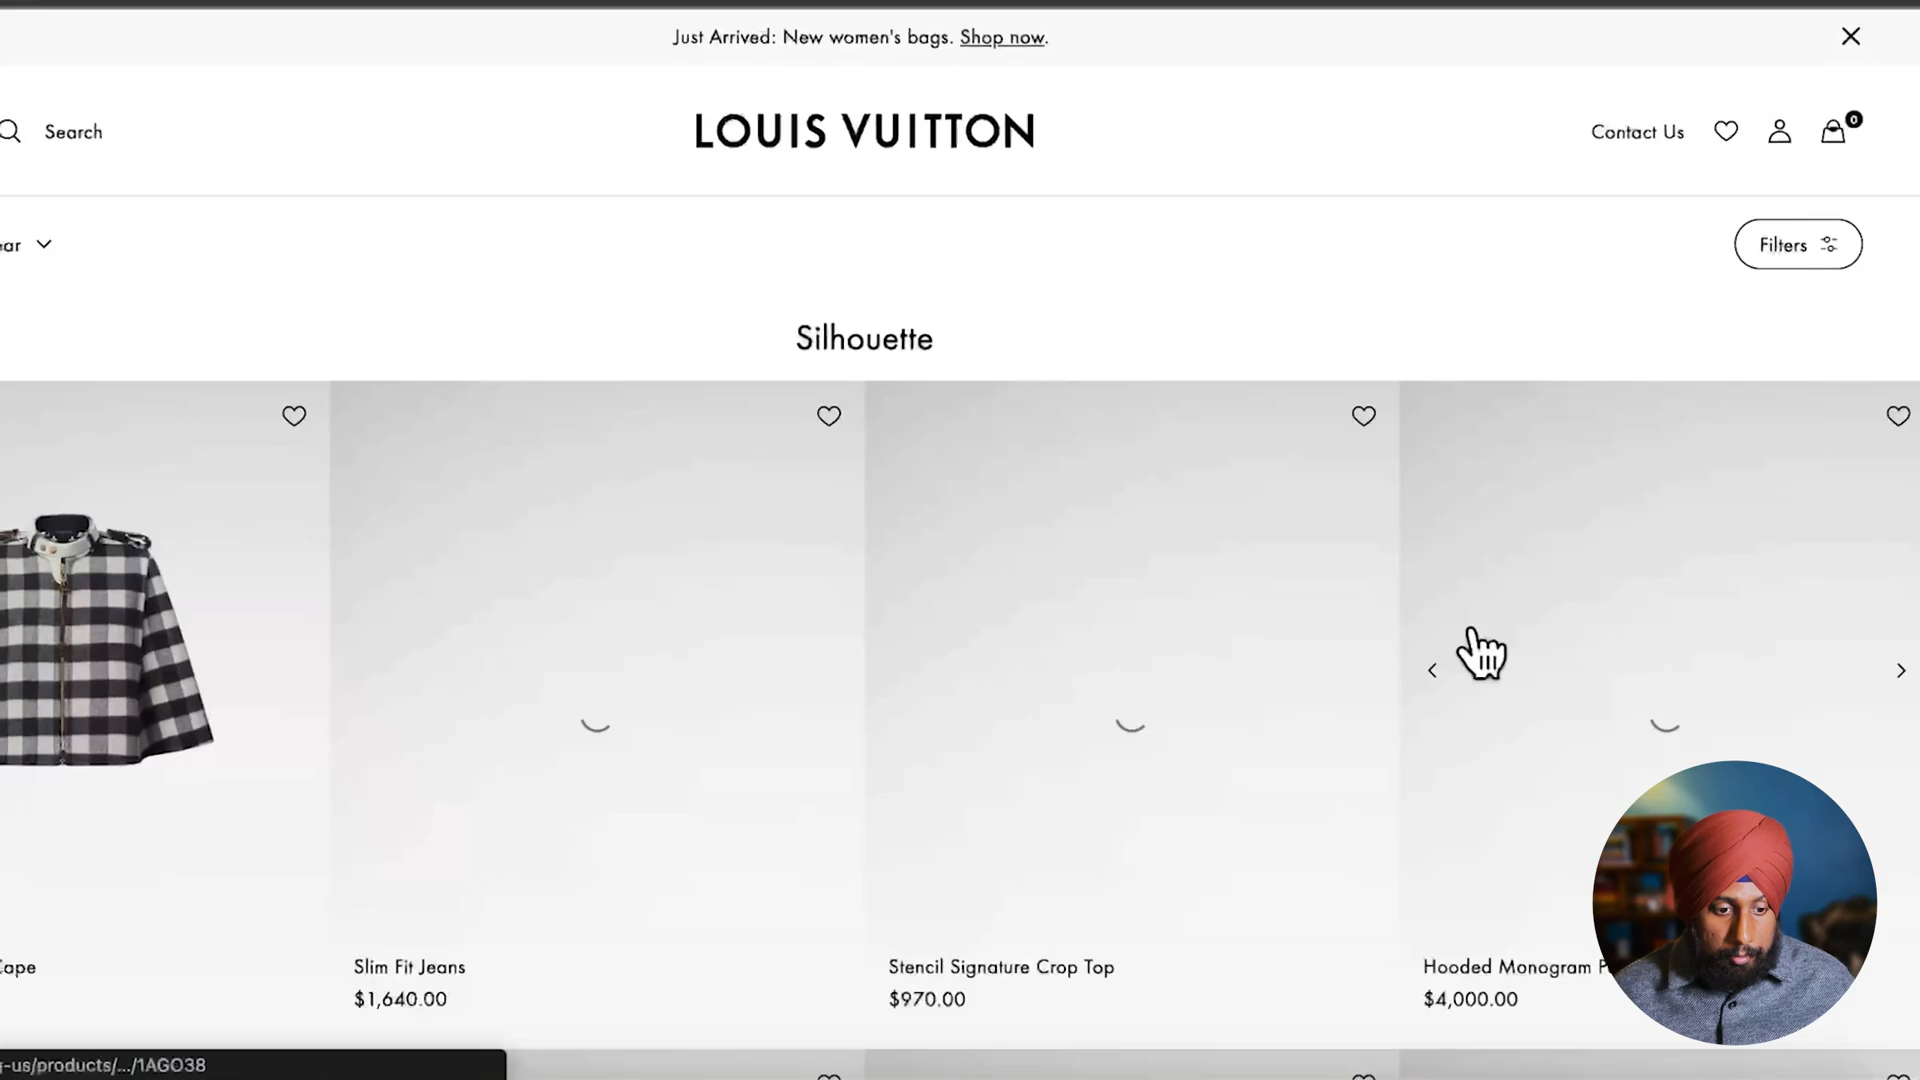 Just Arrived: New women's bags. Shop now.
Search
LOUIS VUITTON
Contact Us
0
ear
Filters
Silhouette
Cape
Slim Fit Jeans
$1,640.00
Stencil Signature Crop Top
$970.00
Hooded Monogram P
$4,000.00
g-us/products/.../1AGO38